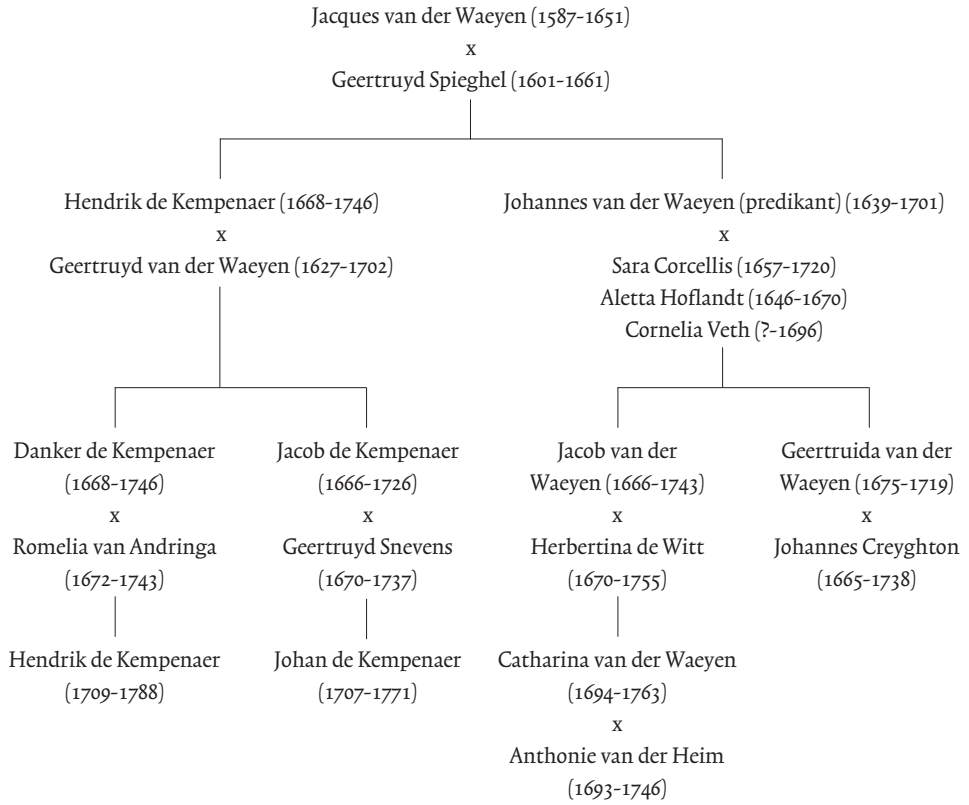 Jacques van der Waeyen (1587-1651)
x
Geertruyd Spieghel (1601-1661)
Hendrik de Kempenaer (1668-1746)
x
Geertruyd van der Waeyen (1627-1702)
Johannes van der Waeyen (predikant) (1639-1701)
x
Sara Corcellis (1657-1720)
Aletta Hoflandt (1646-1670)
Cornelia Veth (?-1696)
Danker de Kempenaer
(1668-1746)
x
Romelia van Andringa
(1672-1743)
Hendrik de Kempenaer
(1709-1788)
Jacob de Kempenaer
(1666-1726)
x
Geertruyd Snevens
(1670-1737)
Johan de Kempenaer
(1707-1771)
Jacob van der
Waeyen (1666-1743)
x
Herbertina de Witt
(1670-1755)
Catharina van der Waeyen
(1694-1763)
x
Anthonie van der Heim
(1693-1746)
Geertruida van der
Waeyen (1675-1719)
x
Johannes Creyghton
(1665-1738)